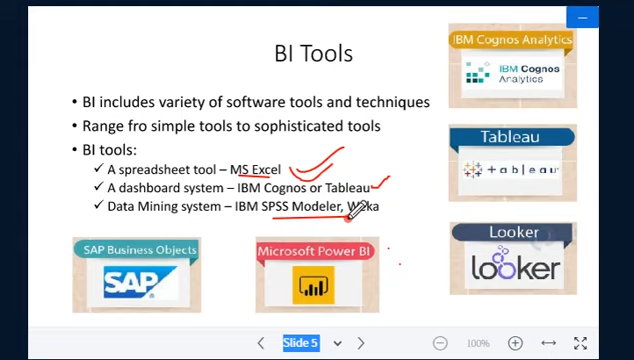 BI Tools
• BI includes variety of software tools and techniques
• Range fro simple tools to sophisticated tools
• BI tools:
✓ A spreadsheet tool – MS Excel
✓ A dashboard system – IBM Cognos or Tableau
✓ Data Mining system – IBM SPSS Modeler,
IBM Cognos Analytics
IBM Cognos
Analytics
Tableau
+ableau
Looker
looker
SAP Business Objects
SAP
Microsoft Power BI
Slide 5
100%